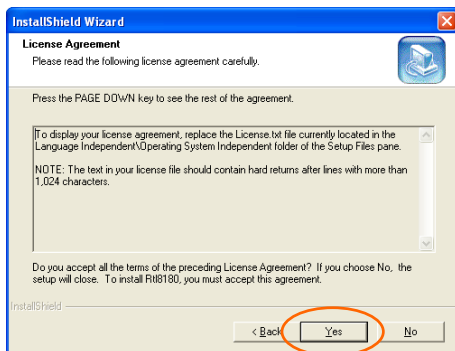 InstallShield Wizard
License Agreement
Please read the following license agreement carefully.
Press the PAGE DOWN key to see the rest of the agreement.
To display your license agreement, replace the License.txt file currently located in the
Language Independent\Operating System Independent folder of the Setup Files pane.
NOTE: The text in your license file should contain hard returns after lines with more than
1,024 characters.
Do you accept all the terms of the preceding License Agreement? If you choose No, the
setup will close. To install Rtl8180, you must accept this agreement.
InstallShield
< Back
Yes
No